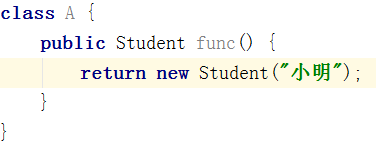 class A {
    public Student func() {
        return new Student("小明");
    }
}